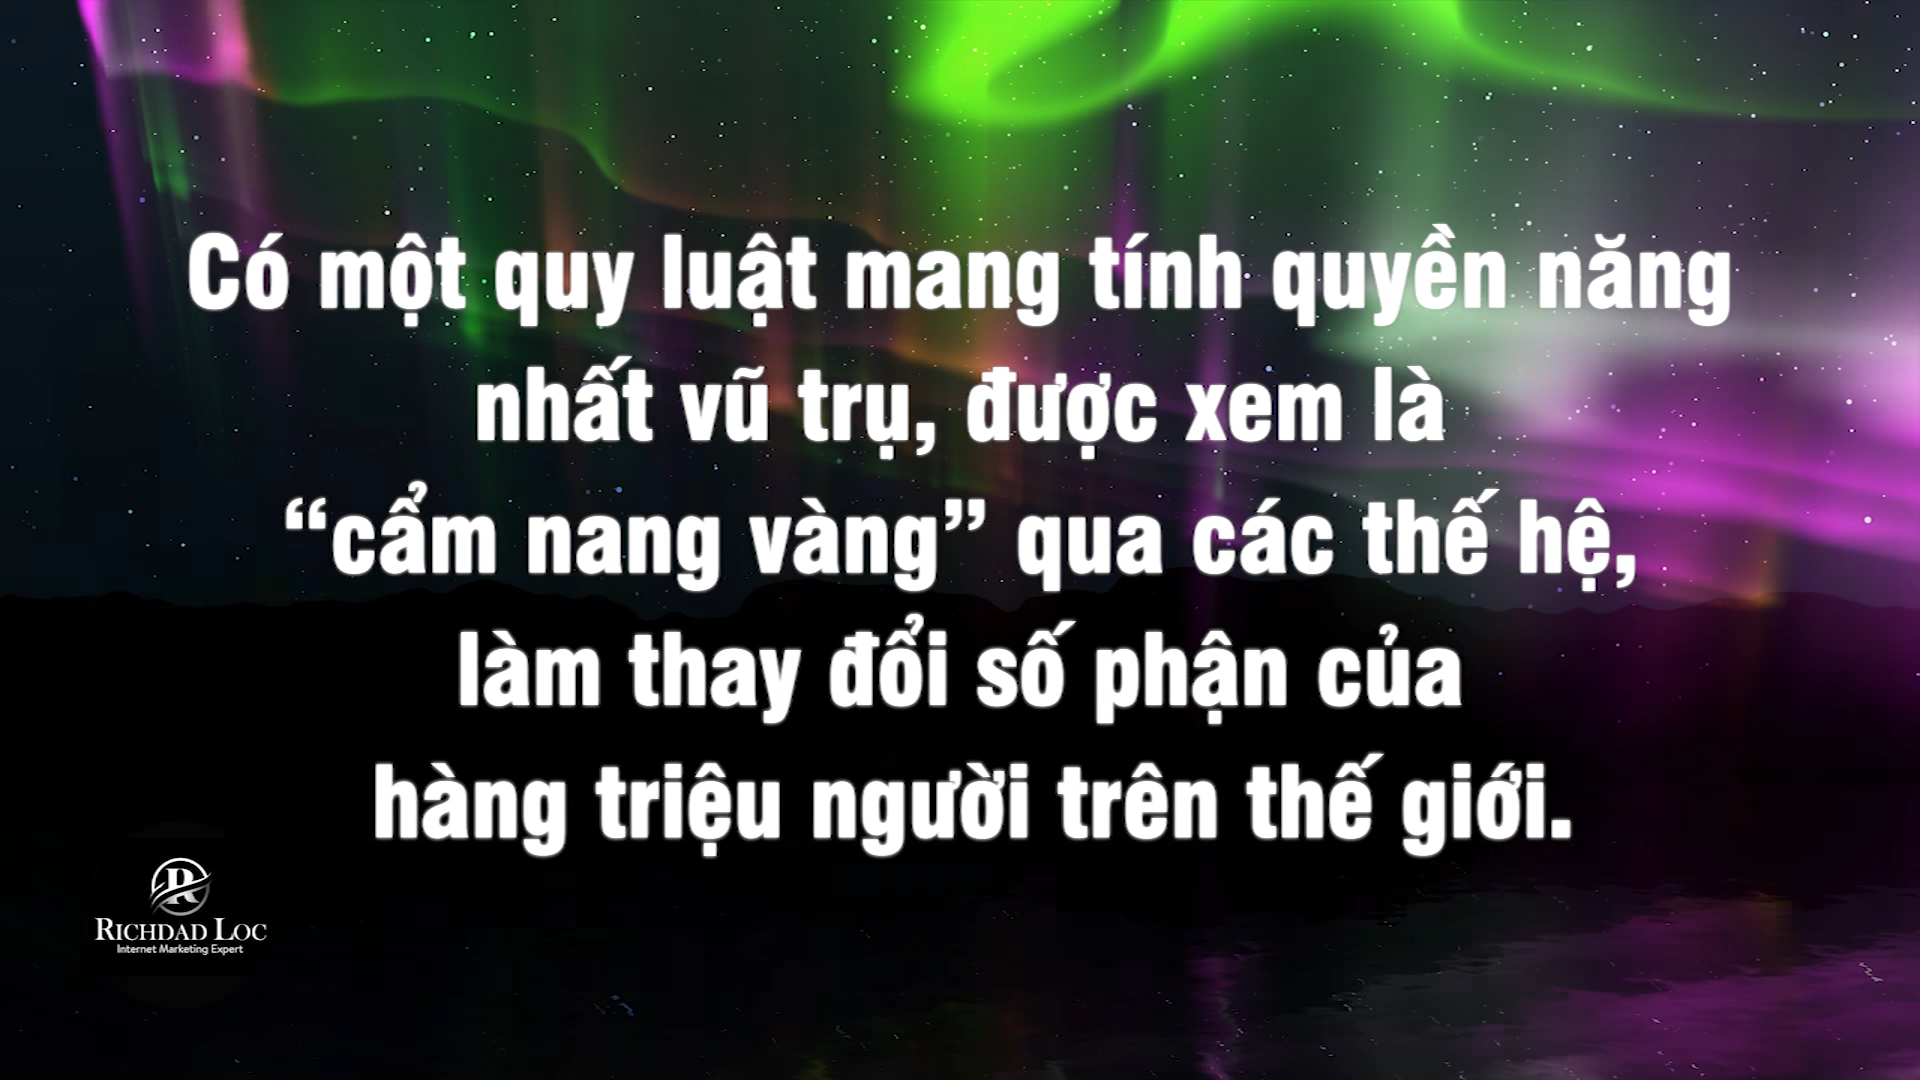 Có một quy luật mang tính quyền năng
nhất vũ trụ, được xem là
“cẩm nang vàng” qua các thế hệ,
làm thay đổi số phận của
hàng triệu người trên thế giới.
R
RICHDAD LOC
Internet Marketing Expert